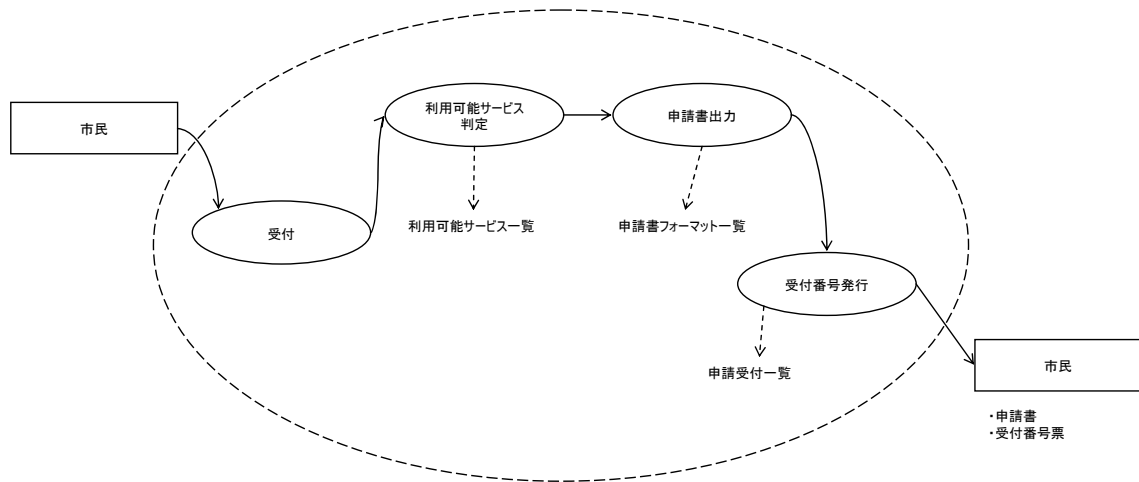 市民
利用可能サービス
判定
申請書出力
受付
利用可能サービス一覧
申請書フォーマット一覧
受付番号発行
申請受付一覧
市民
・申請書
・受付番号票